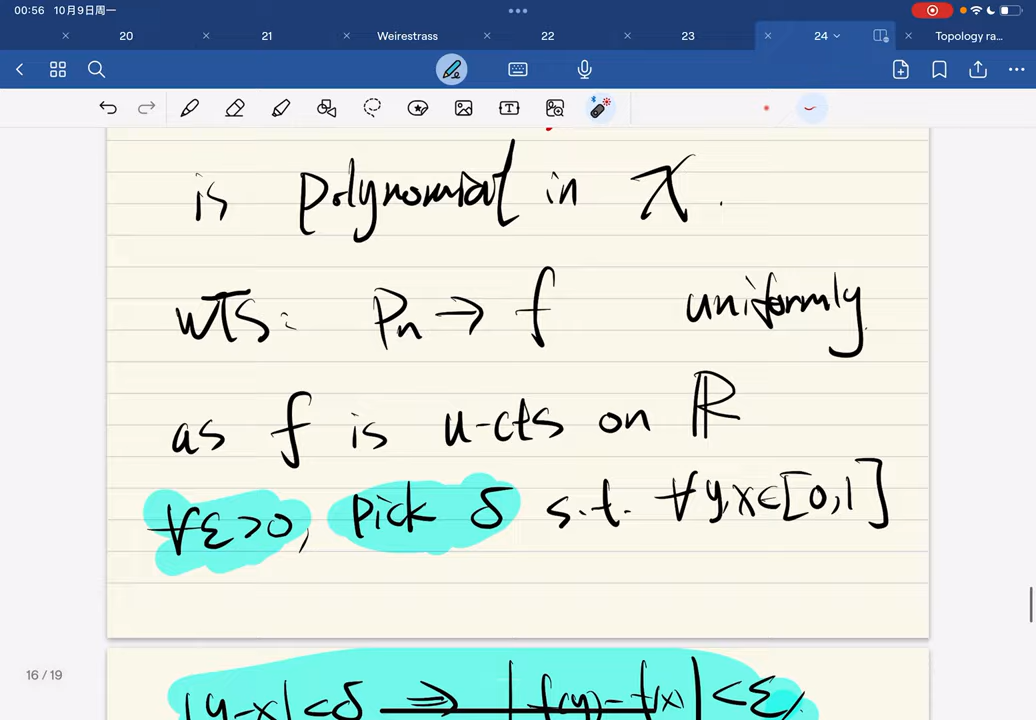 00:56 10月9日周一
20
21
Weirestrass
22
23
24
Topology ra...
is polynomial in x.
WTS: Pn → f uniformly
as f is u-cts on ℝ
∀ε>0, pick δ s.t. ∀y,x∈[0,1]
16 / 19
|y-x|<δ ⇒ |f(y)-f(x)|<ε,